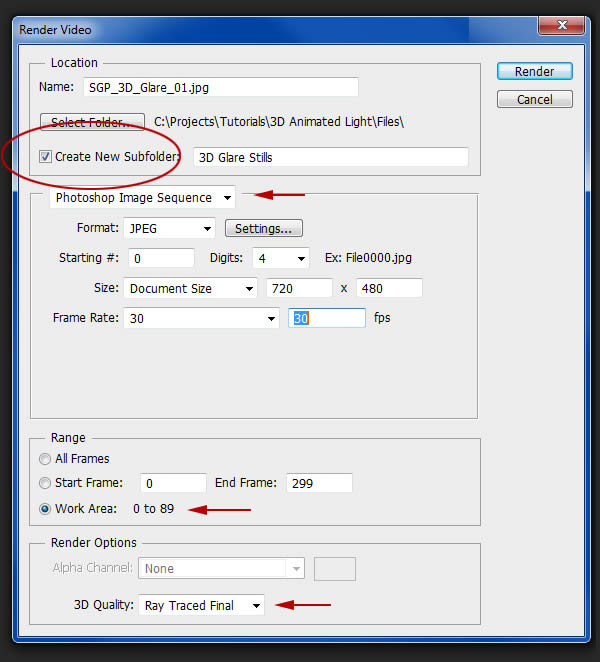 Render Video
Location
Name: SGP_3D_Glare_01.jpg
Render
Select Folder... C:\Projects\Tutorials\3D Animated Light\Files\
Cancel
Create New Subfolder: 3D Glare Stills
Photoshop Image Sequence
Format: JPEG Settings...
Starting #: 0 Digits: 4 Ex: File0000.jpg
Size: Document Size 720 x 480
Frame Rate: 30 30 fps
Range
All Frames
Start Frame: 0 End Frame: 299
Work Area: 0 to 89
Render Options
Alpha Channel: None
3D Quality: Ray Traced Final